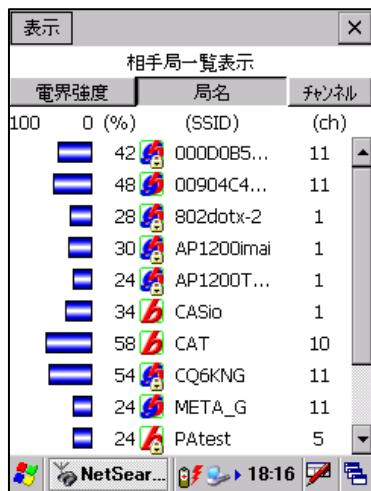 表示
相手局一覧表示
電界強度 局名 チャンネル
100 0 (%) (SSID) (ch)
42 000D0B5... 11
48 00904C4... 11
28 802dotx-2 1
30 AP1200imai 1
24 AP1200T... 1
34 CASio 1
58 CAT 10
54 CQ6KNG 11
24 META_G 11
24 PAtest 5
NetSear... 18:16